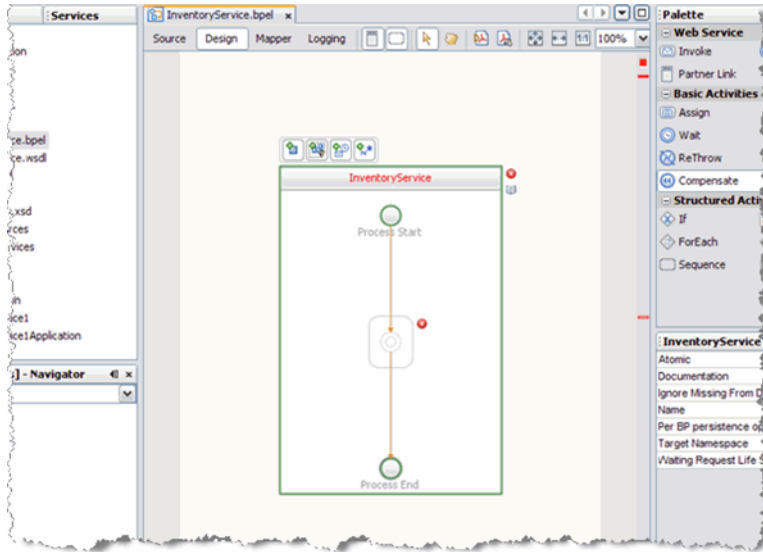 Services
ce.bpel
ce.wsdl
.xsd
rces
vices
ice1
ice1Application
s] - Navigator
InventoryService.bpel
Source Design Mapper Logging 100%
InventoryService
Process Start
Process End
Palette
Web Service
Invoke
Partner Link
Basic Activities
Assign
Wait
ReThrow
Compensate
Structured Acti
If
ForEach
Sequence
InventoryService
Atomic
Documentation
Ignore Missing From D
Name
Per BP persistence op
Target Namespace
Waiting Request Life S